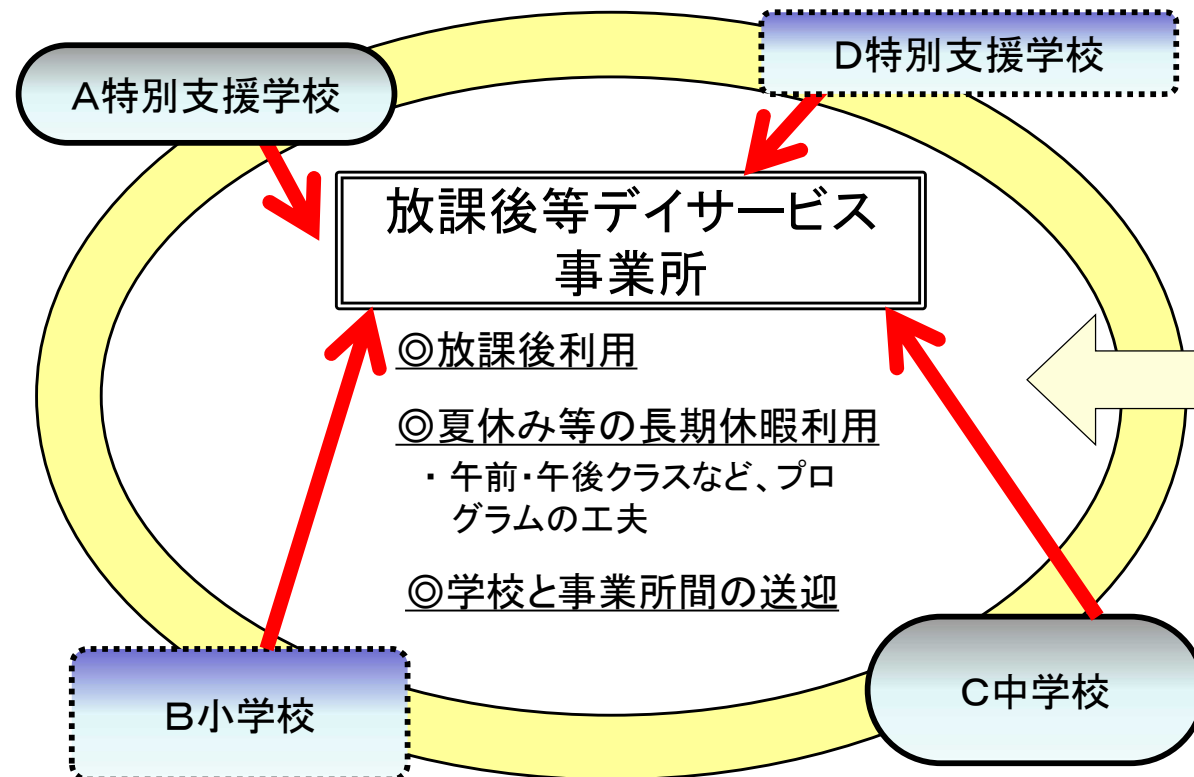 A特別支援学校
D特別支援学校
放課後等デイサービス
事業所
◎放課後利用
◎夏休み等の長期休暇利用
・ 午前・午後クラスなど、プロ
グラムの工夫
◎学校と事業所間の送迎
B小学校
C中学校